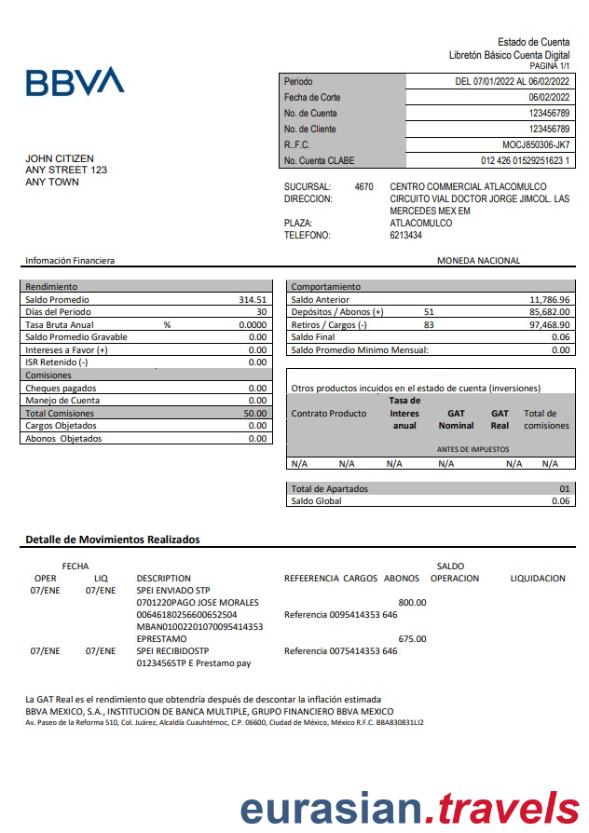 BBVA
Estado de Cuenta
Libretón Básico Cuenta Digital
PAGINA 1/1
Periodo DEL 07/01/2022 AL 06/02/2022
Fecha de Corte 06/02/2022
No. de Cuenta 123456789
No. de Cliente 123456789
R..F.C. MOCJ850306-JK7
No. Cuenta CLABE 012 426 01529251623 1
JOHN CITIZEN
ANY STREET 123
ANY TOWN
SUCURSAL: 4670 CENTRO COMMERCIAL ATLACOMULCO
DIRECCION: CIRCUITO VIAL DOCTOR JORGE JIMCOL. LAS
MERCEDES MEX EM
PLAZA: ATLACOMULCO
TELEFONO: 6213434
Infomación Financiera MONEDA NACIONAL
Rendimiento
Saldo Promedio 314.51
Días del Periodo 30
Tasa Bruta Anual % 0.0000
Saldo Promedio Gravable 0.00
Intereses a Favor (+) 0.00
ISR Retenido (-) 0.00
Comisiones
Cheques pagados 0.00
Manejo de Cuenta 0.00
Total Comisiones 50.00
Cargos Objetados 0.00
Abonos Objetados 0.00
Comportamiento
Saldo Anterior 11,786.96
Depósitos / Abonos (+) 51 85,682.00
Retiros / Cargos (-) 83 97,468.90
Saldo Final 0.06
Saldo Promedio Minimo Mensual: 0.00
Otros productos incuidos en el estado de cuenta (inversiones)
Contrato Producto Tasa de Interes anual GAT Nominal GAT Real Total de comisiones
ANTES DE IMPUESTOS
N/A N/A N/A N/A N/A N/A
Total de Apartados 01
Saldo Global 0.06
Detalle de Movimientos Realizados
FECHA SALDO
OPER LIQ DESCRIPTION REFEERENCIA CARGOS ABONOS OPERACION LIQUIDACION
07/ENE 07/ENE SPEI ENVIADO STP
0701220PAGO JOSE MORALES 800.00
00646180256600652504 Referencia 0095414353 646
MBAN01002201070095414353
EPRESTAMO 675.00
07/ENE 07/ENE SPEI RECIBIDOSTP Referencia 0075414353 646
0123456STP E Prestamo pay
La GAT Real es el rendimiento que obtendría después de descontar la inflación estimada
BBVA MEXICO, S.A., INSTITUCION DE BANCA MULTIPLE, GRUPO FINANCIERO BBVA MEXICO
Av. Paseo de la Reforma 510, Col. Juárez, Alcaldía Cuauhtémoc, C.P. 06600, Ciudad de México, México R.F.C. BBA830831LJ2
eurasian.travels